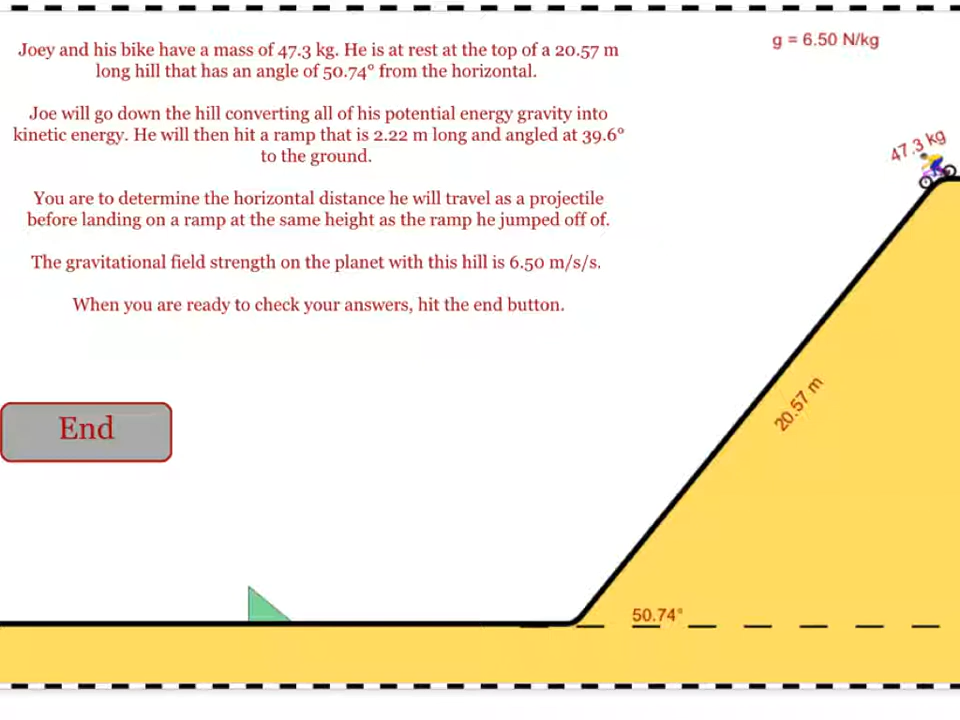 Joey and his bike have a mass of 47.3 kg. He is at rest at the top of a 20.57 m
long hill that has an angle of 50.74° from the horizontal.
Joe will go down the hill converting all of his potential energy gravity into
kinetic energy. He will then hit a ramp that is 2.22 m long and angled at 39.6°
to the ground.
You are to determine the horizontal distance he will travel as a projectile
before landing on a ramp at the same height as the ramp he jumped off of.
The gravitational field strength on the planet with this hill is 6.50 m/s/s.
When you are ready to check your answers, hit the end button.
g = 6.50 N/kg
47.3 kg
20.57 m
End
50.74°